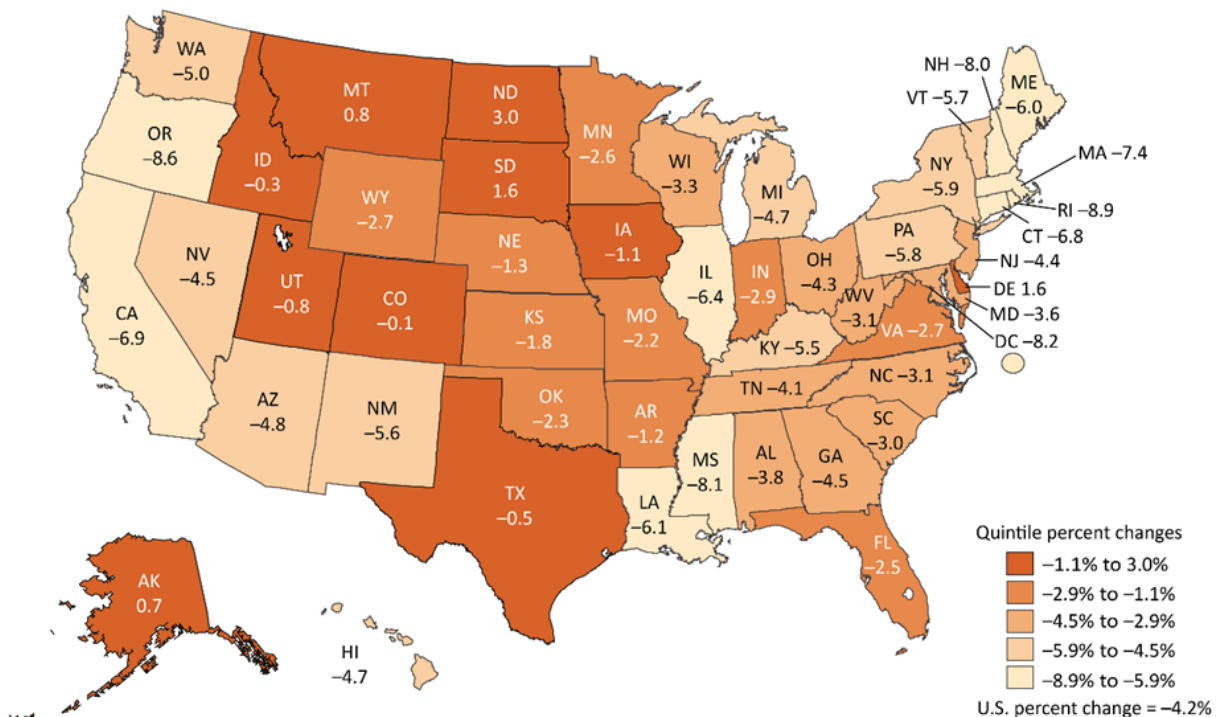 WA
−5.0
OR
−8.6
CA
−6.9
NV
−4.5
ID
−0.3
MT
0.8
WY
−2.7
UT
−0.8
CO
−0.1
AZ
−4.8
NM
−5.6
ND
3.0
SD
1.6
NE
−1.3
KS
−1.8
OK
−2.3
TX
−0.5
MN
−2.6
IA
−1.1
MO
−2.2
AR
−1.2
LA
−6.1
WI
−3.3
IL
−6.4
MS
−8.1
MI
−4.7
IN
−2.9
OH
−4.3
KY −5.5
TN −4.1
AL
−3.8
GA
−4.5
FL
−2.5
SC
−3.0
NC −3.1
VA −2.7
WV
−3.1
PA
−5.8
NY
−5.9
VT −5.7
NH −8.0
ME
−6.0
MA −7.4
RI −8.9
CT −6.8
NJ −4.4
DE 1.6
MD −3.6
DC −8.2
AK
0.7
HI
−4.7
Quintile percent changes
−1.1% to 3.0%
−2.9% to −1.1%
−4.5% to −2.9%
−5.9% to −4.5%
−8.9% to −5.9%
U.S. percent change = −4.2%